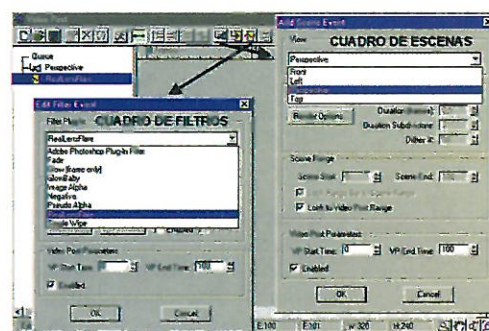 Video Post
Queue
Perspective
RealLensFlare
Add Scene Event
View
CUADRO DE ESCENAS
Perspective
Front
Left
Perspective
Top
Render Options
Duration (frames):
Duration Subdivisions:
Dither %:
Scene Range
Scene Start:
Scene End: 100
Lock to Video Post Range
Video Post Parameters
VP Start Time: 0
VP End Time: 100
Enabled
OK
Cancel
Edit Filter Event
Filter Plug-In
CUADRO DE FILTROS
RealLensFlare
Adobe Photoshop Plug-In Filter
Fade
Glow (frame only)
GlowBaby
Image Alpha
Negative
Pseudo Alpha
RealLensFlare
Simple Wipe
Enabled
Video Post Parameters
VP Start Time: 0
VP End Time: 100
Enabled
OK
Cancel
E:100
F:101
W:320
H:240